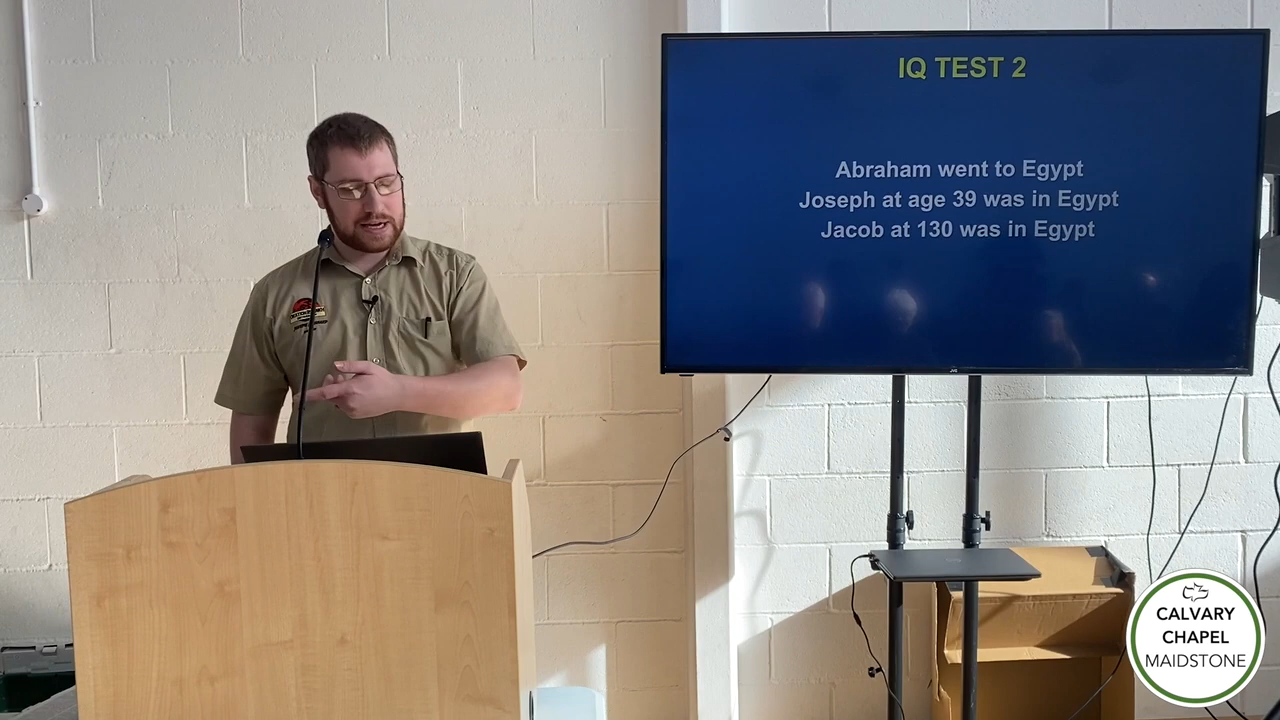 IQ TEST 2
Abraham went to Egypt
Joseph at age 39 was in Egypt
Jacob at 130 was in Egypt
JVC
CALVARY
CHAPEL
MAIDSTONE